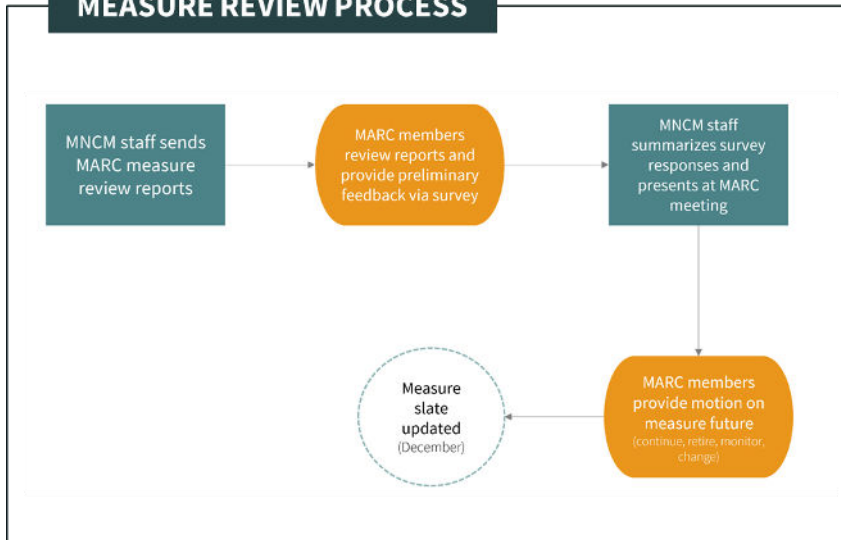 MEASURE REVIEW PROCESS
MNCM staff sends
MARC measure
review reports
MARC members
review reports and
provide preliminary
feedback via survey
MNCM staff
summarizes survey
responses and
presents at MARC
meeting
MARC members
provide motion on
measure future
(continue, retire, monitor,
change)
Measure
slate
updated
(December)